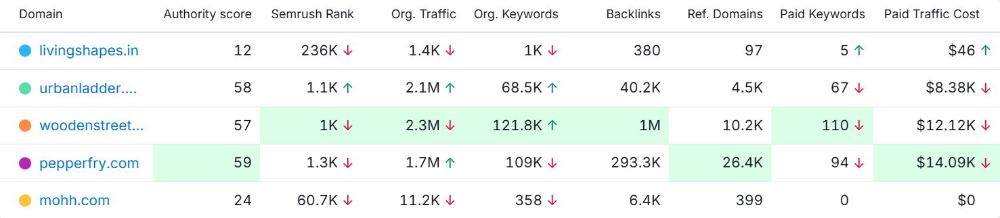 Domain Authority score Semrush Rank Org. Traffic Org. Keywords Backlinks Ref. Domains Paid Keywords Paid Traffic Cost
livingshapes.in 12 236K ↓ 1.4K ↓ 1K ↓ 380 97 5 ↑ $46 ↑
urbanladder.... 58 1.1K ↑ 2.1M ↑ 68.5K ↑ 40.2K 4.5K 67 ↓ $8.38K ↓
woodenstreet... 57 1K ↓ 2.3M ↓ 121.8K ↑ 1M 10.2K 110 ↓ $12.12K ↓
pepperfry.com 59 1.3K ↓ 1.7M ↑ 109K ↓ 293.3K 26.4K 94 ↓ $14.09K ↓
mohh.com 24 60.7K ↓ 11.2K ↓ 358 ↓ 6.4K 399 0 $0